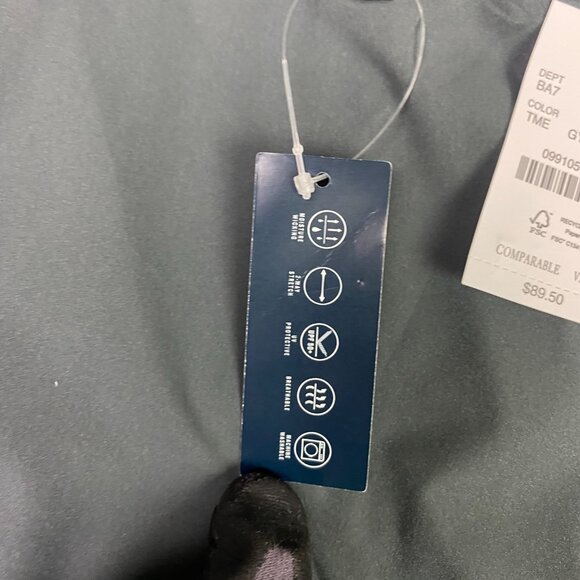 MOISTURE
WICKING
2-WAY
STRETCH
UV
PROTECTIVE
UPF 50+
BREATHABLE
MACHINE
WASHABLE
DEPT
BA7
COLOR
TME
FSC
COMPARABLE
$89.50